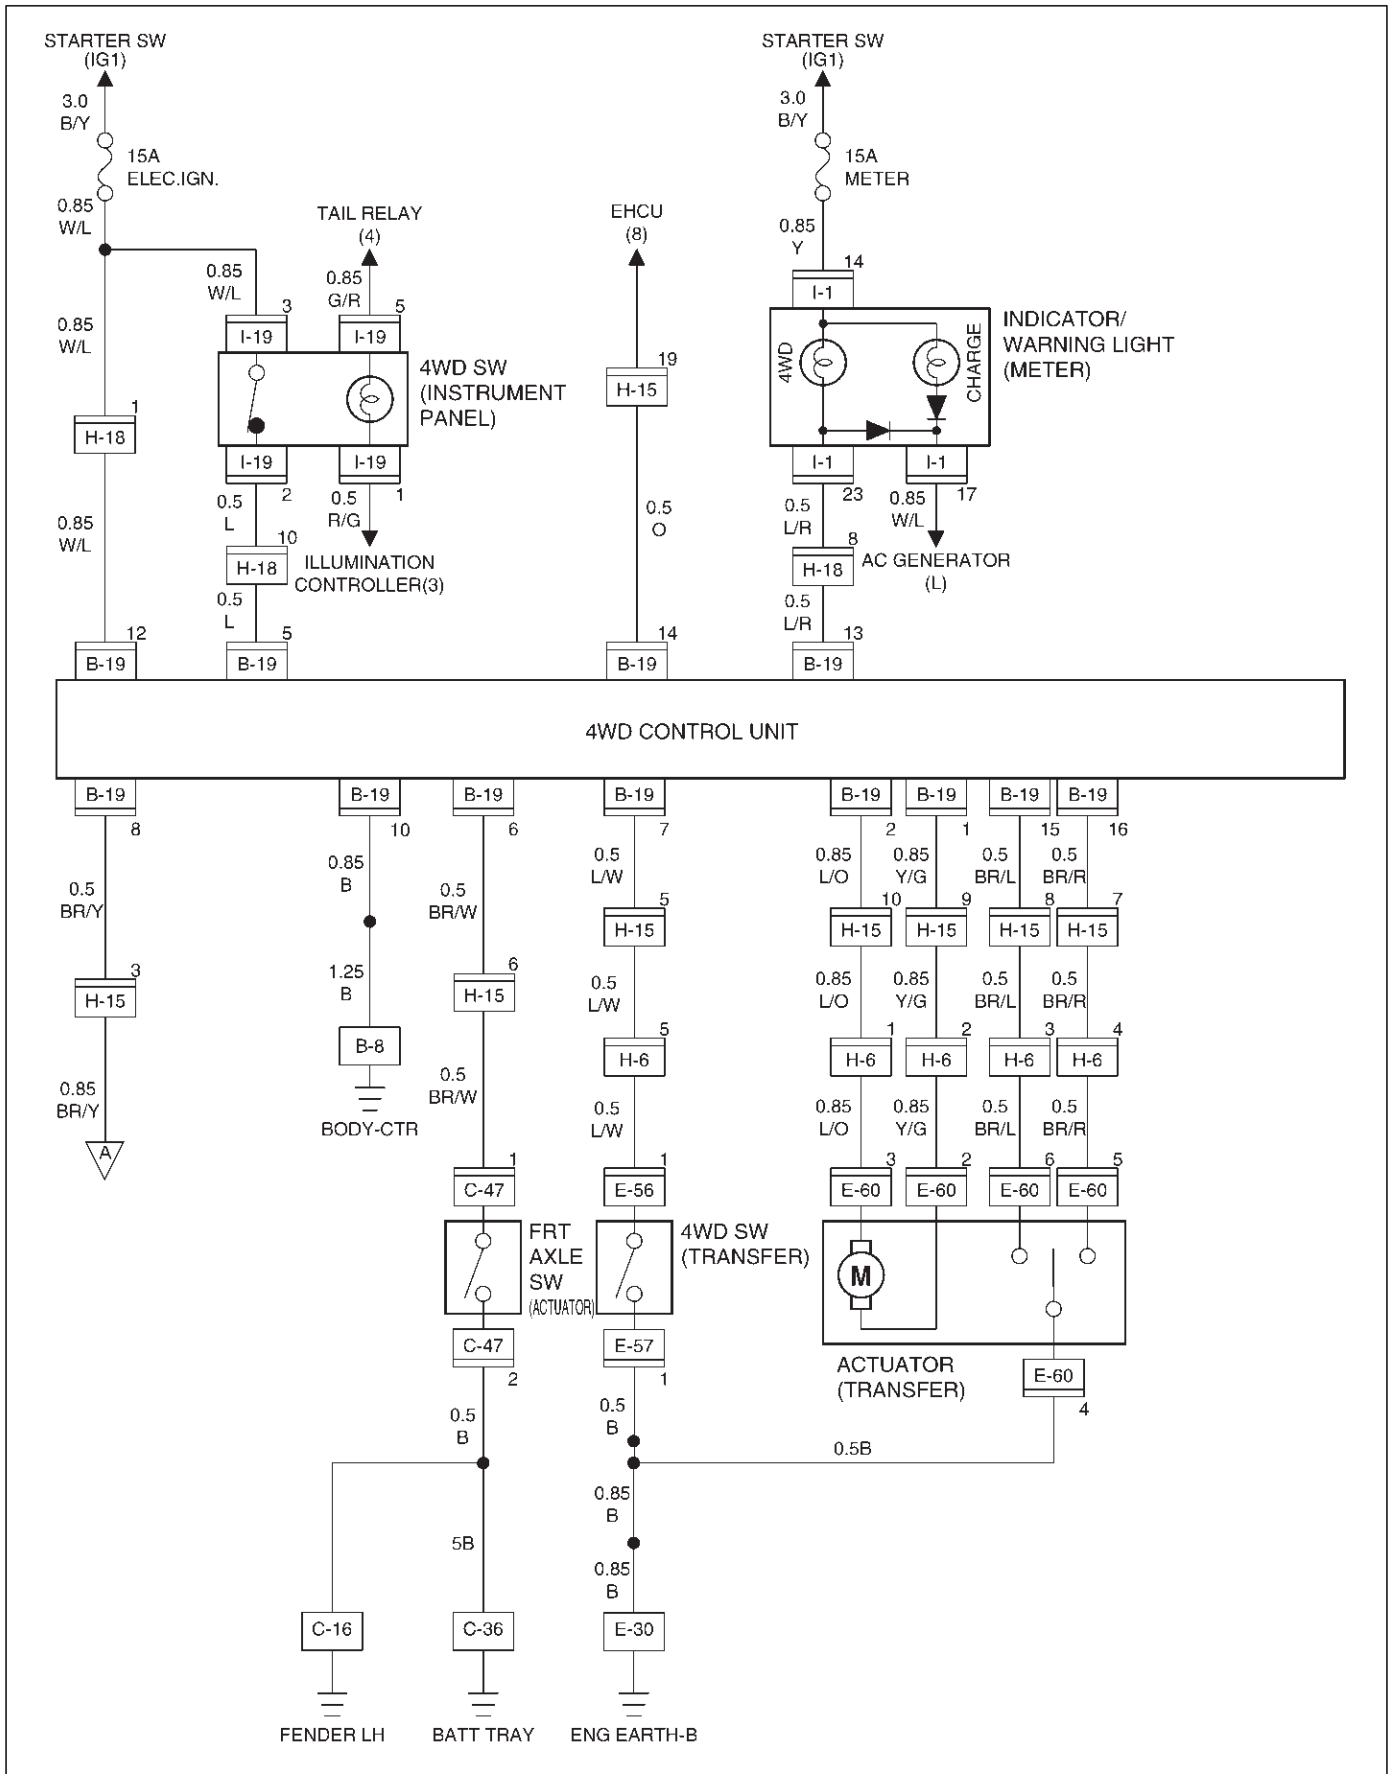 STARTER SW
(IG1)
STARTER SW
(IG1)
3.0
B/Y
3.0
B/Y
15A
ELEC.IGN.
15A
METER
0.85
W/L
TAIL RELAY
(4)
EHCU
(8)
0.85
Y
0.85
W/L
0.85
G/R
14
I-1
3
5
I-19
I-19
0.85
W/L
4WD
CHARGE
INDICATOR/
WARNING LIGHT
(METER)
4WD SW
(INSTRUMENT
PANEL)
19
H-15
1
H-18
I-19
I-19
2
1
I-1
I-1
23
17
0.5
L
0.5
R/G
0.5
O
0.5
L/R
0.85
W/L
0.85
W/L
10
H-18
ILLUMINATION
CONTROLLER(3)
8
H-18
AC GENERATOR
(L)
0.5
L
0.5
L/R
12
5
14
13
B-19
B-19
B-19
B-19
4WD CONTROL UNIT
B-19
B-19
B-19
B-19
B-19
B-19
B-19
B-19
8
10
6
7
2
1
15
16
0.85
B
0.5
L/W
0.85
L/O
0.85
Y/G
0.5
BR/L
0.5
BR/R
0.5
BR/Y
0.5
BR/W
5
10
9
8
7
H-15
H-15
H-15
H-15
H-15
3
H-15
1.25
B
6
H-15
0.5
L/W
0.85
L/O
0.85
Y/G
0.5
BR/L
0.5
BR/R
B-8
5
1
2
3
4
H-6
H-6
H-6
H-6
H-6
0.85
BR/Y
0.5
BR/W
0.5
L/W
0.85
L/O
0.85
Y/G
0.5
BR/L
0.5
BR/R
BODY-CTR
A
1
1
3
2
6
5
C-47
E-56
E-60
E-60
E-60
E-60
FRT
AXLE
SW
(ACTUATOR)
4WD SW
(TRANSFER)
M
C-47
E-57
2
1
ACTUATOR
(TRANSFER)
E-60
4
0.5
B
0.5
B
0.5B
0.85
B
5B
0.85
B
C-16
C-36
E-30
FENDER LH
BATT TRAY
ENG EARTH-B